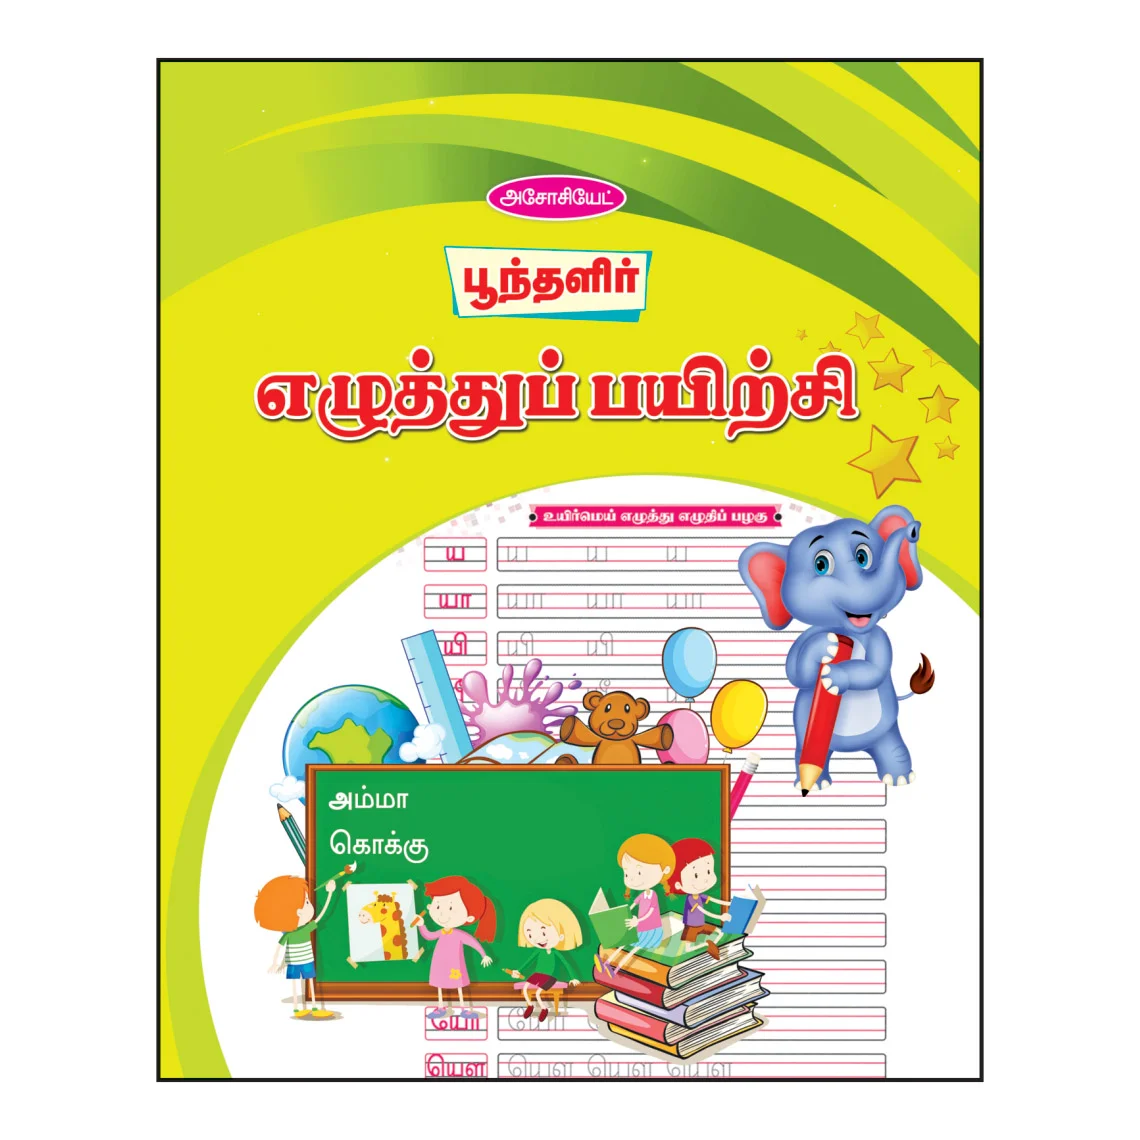 அசோசியேட்
பூந்தளிர்
எழுத்துப் பயிற்சி
உயிர்மெய் எழுத்து எழுதிப் பழகு
ய ய ய ய
யா யா யா யா
யி யி யி
அம்மா
கொக்கு
யோ யோ
யௌ யௌ யௌ யௌ